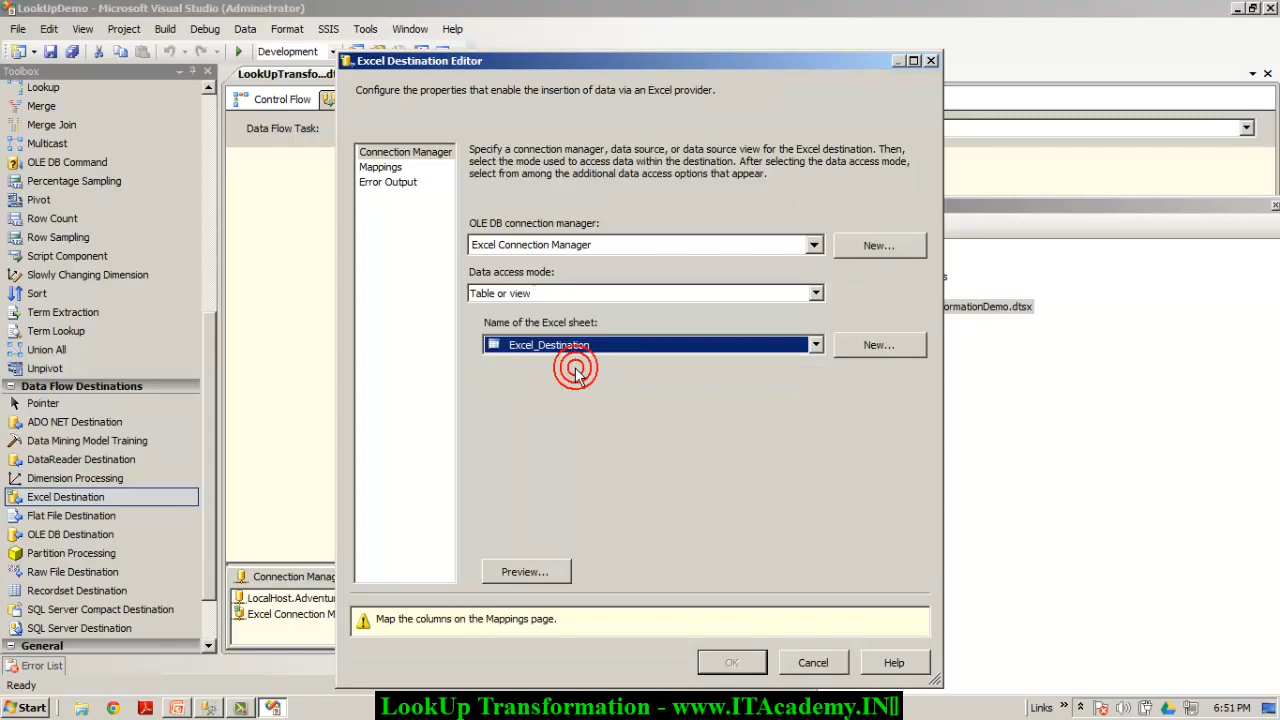 LookUpDemo - Microsoft Visual Studio (Administrator)
File Edit View Project Build Debug Data Format SSIS Tools Window Help
Development
Toolbox
Lookup
Merge
Merge Join
Multicast
OLE DB Command
Percentage Sampling
Pivot
Row Count
Row Sampling
Script Component
Slowly Changing Dimension
Sort
Term Extraction
Term Lookup
Union All
Unpivot
Data Flow Destinations
Pointer
ADO NET Destination
Data Mining Model Training
DataReader Destination
Dimension Processing
Excel Destination
Flat File Destination
OLE DB Destination
Partition Processing
Raw File Destination
Recordset Destination
SQL Server Compact Destination
SQL Server Destination
General
Error List
Ready
LookUpTransfo...dt
Control Flow
Data Flow Task:
Connection Manag
LocalHost.Adventur
Excel Connection M
Excel Destination Editor
Configure the properties that enable the insertion of data via an Excel provider.
Connection Manager
Mappings
Error Output
Specify a connection manager, data source, or data source view for the Excel destination. Then,
select the mode used to access data within the destination. After selecting the data access mode,
select from among the additional data access options that appear.
OLE DB connection manager:
Excel Connection Manager
New...
Data access mode:
Table or view
Name of the Excel sheet:
Excel_Destination
New...
Preview...
Map the columns on the Mappings page.
OK Cancel Help
s
ormationDemo.dtsx
Start
LookUp Transformation - www.ITAcademy.IN
Links
6:51 PM